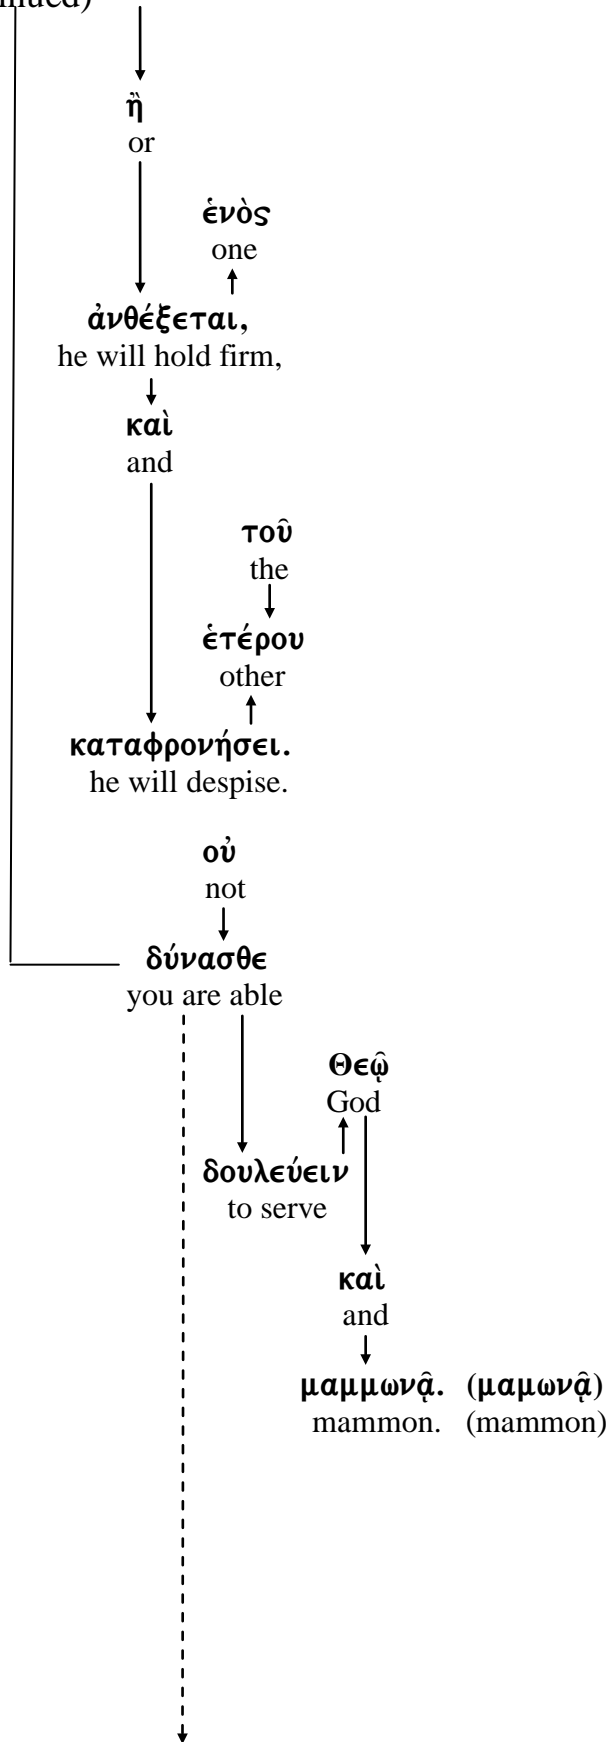 nued)
ἢ
or
ἑνὸς
one
ἀνθέξεται,
he will hold firm,
καὶ
and
τοῦ
the
ἑτέρου
other
καταφρονήσει.
he will despise.
οὐ
not
δύνασθε
you are able
Θεῷ
God
δουλεύειν
to serve
καὶ
and
μαμμωνᾷ. (μαμωνᾷ)
mammon. (mammon)